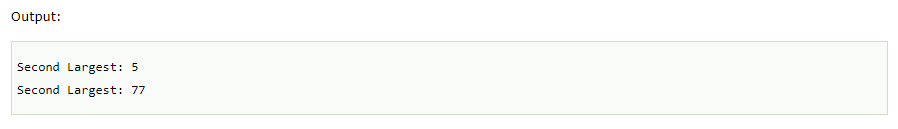 Output:
Second Largest: 5
Second Largest: 77